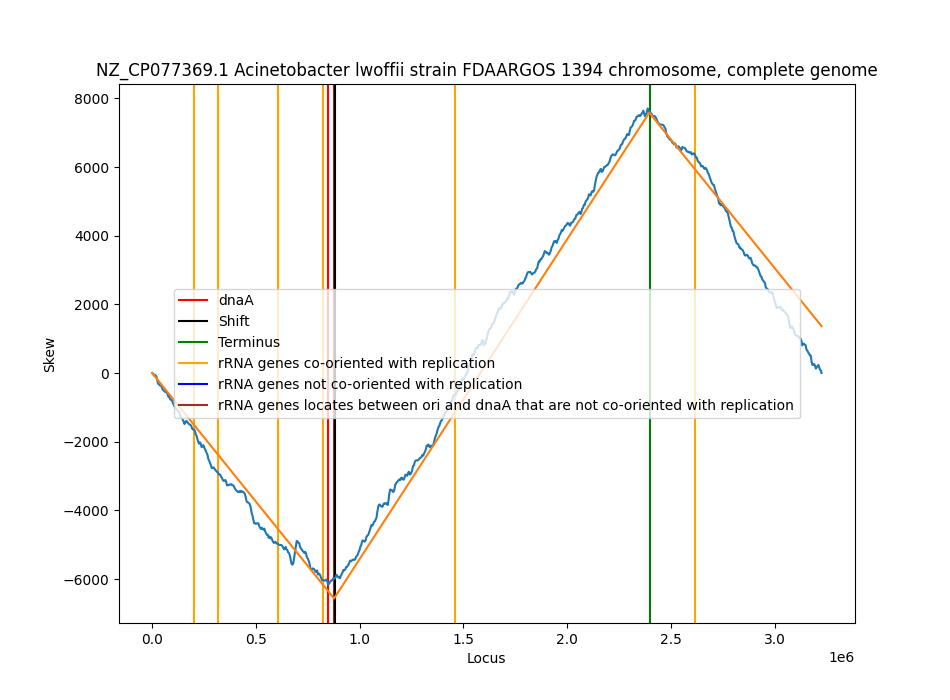 NZ_CP077369.1 Acinetobacter lwoffii strain FDAARGOS 1394 chromosome, complete genome
8000
6000
4000
2000
0
−2000
−4000
−6000
Skew
dnaA
Shift
Terminus
rRNA genes co-oriented with replication
rRNA genes not co-oriented with replication
rRNA genes locates between ori and dnaA that are not co-oriented with replication
0.0 0.5 1.0 1.5 2.0 2.5 3.0
Locus
1e6